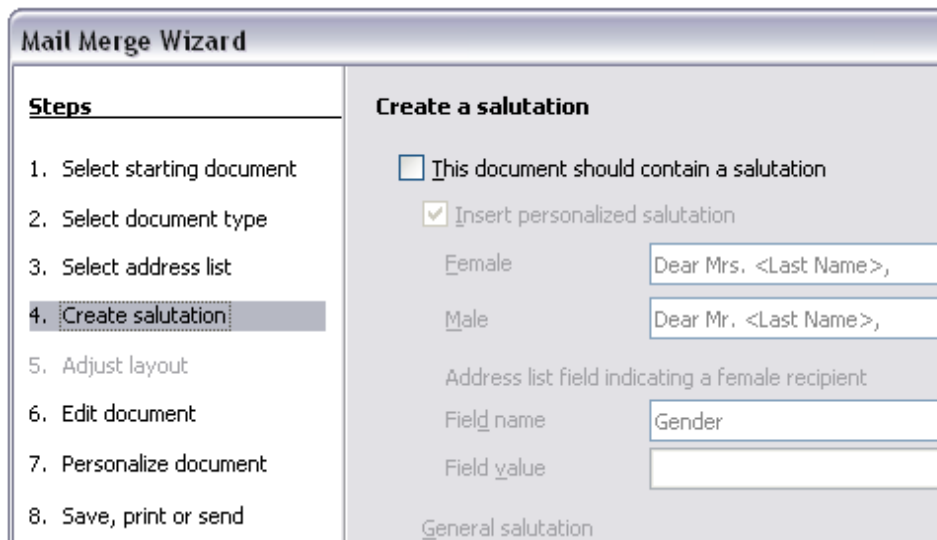 Mail Merge Wizard
Steps
1. Select starting document
2. Select document type
3. Select address list
4. Create salutation
5. Adjust layout
6. Edit document
7. Personalize document
8. Save, print or send
Create a salutation
This document should contain a salutation
Insert personalized salutation
Female Dear Mrs. <Last Name>,
Male Dear Mr. <Last Name>,
Address list field indicating a female recipient
Field name Gender
Field value
General salutation